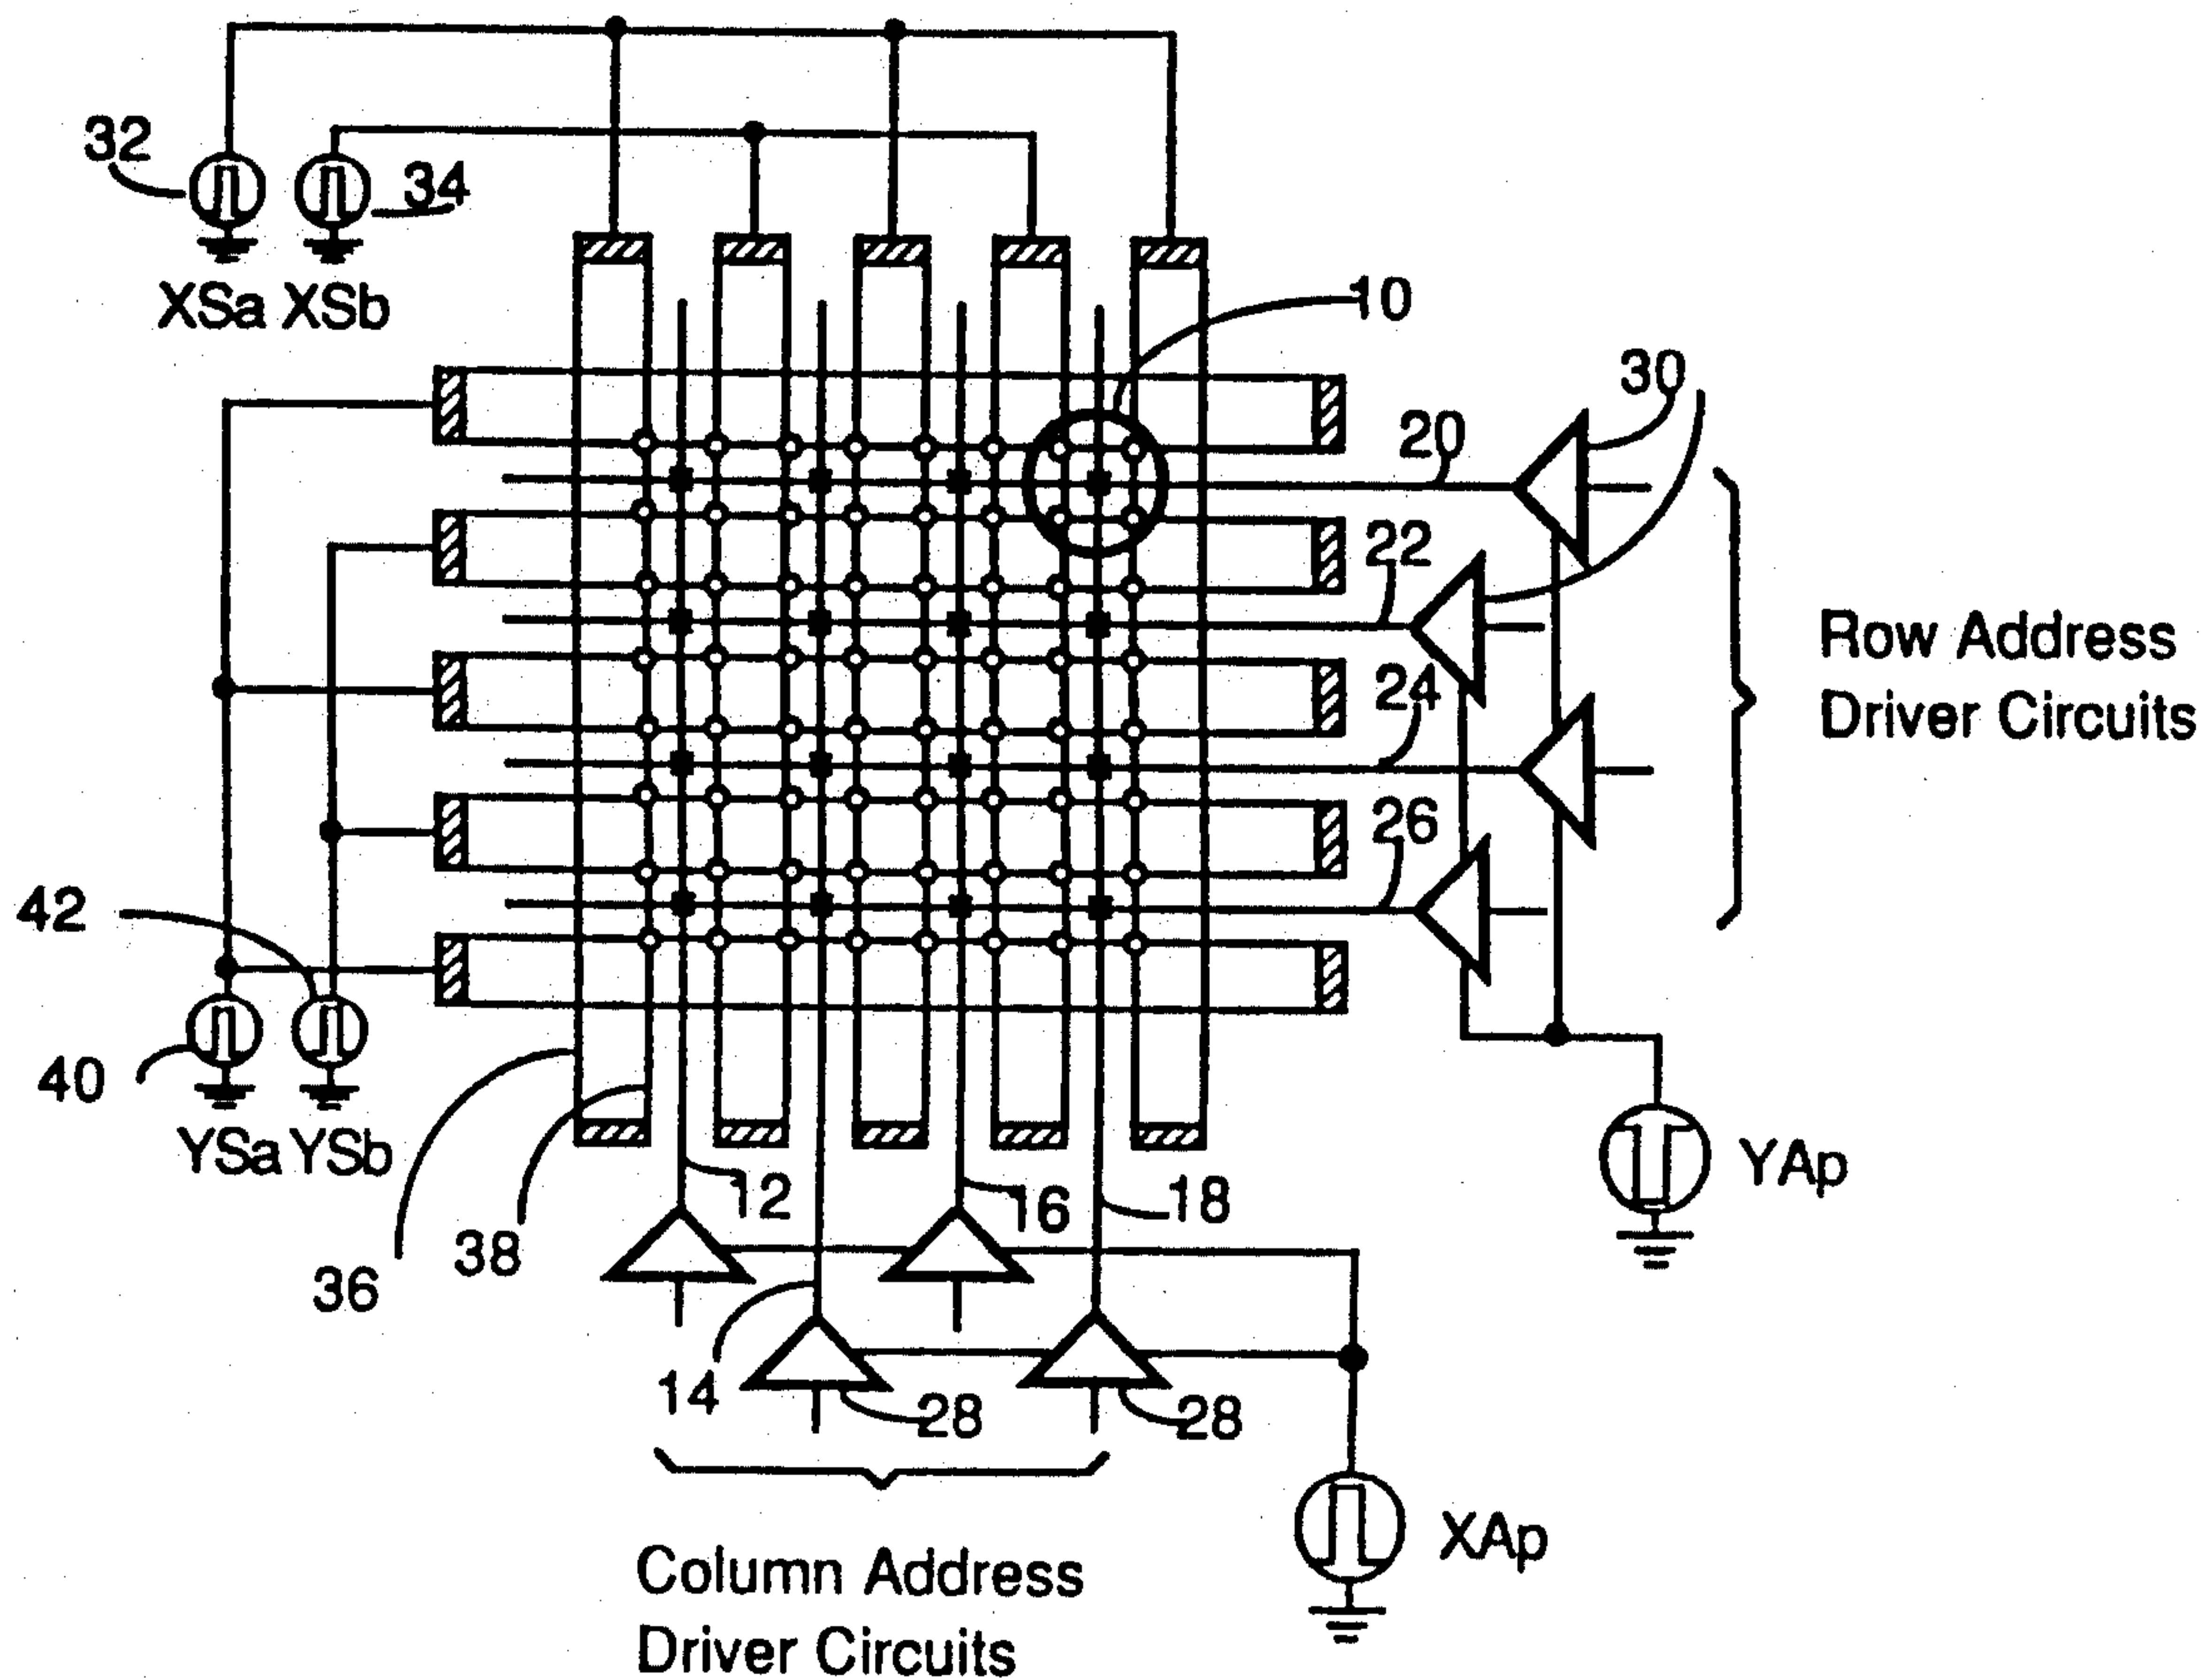 32
34
XSa XSb
10
30
20
22
24
26
Row Address
Driver Circuits
42
40
YSa YSb
12
16
18
YAp
36
38
14
28
28
XAp
Column Address
Driver Circuits